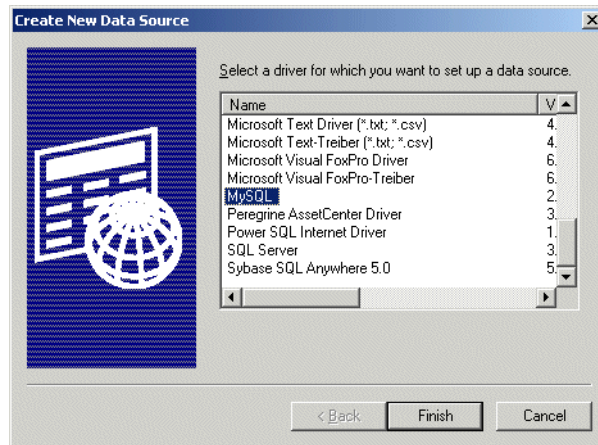 Create New Data Source
Select a driver for which you want to set up a data source.
Name V
Microsoft Text Driver (*.txt; *.csv) 4.
Microsoft Text-Treiber (*.txt; *.csv) 4.
Microsoft Visual FoxPro Driver 6.
Microsoft Visual FoxPro-Treiber 6.
MySQL 2.
Peregrine AssetCenter Driver 3.
Power SQL Internet Driver 1.
SQL Server 3.
Sybase SQL Anywhere 5.0 5.
< Back Finish Cancel